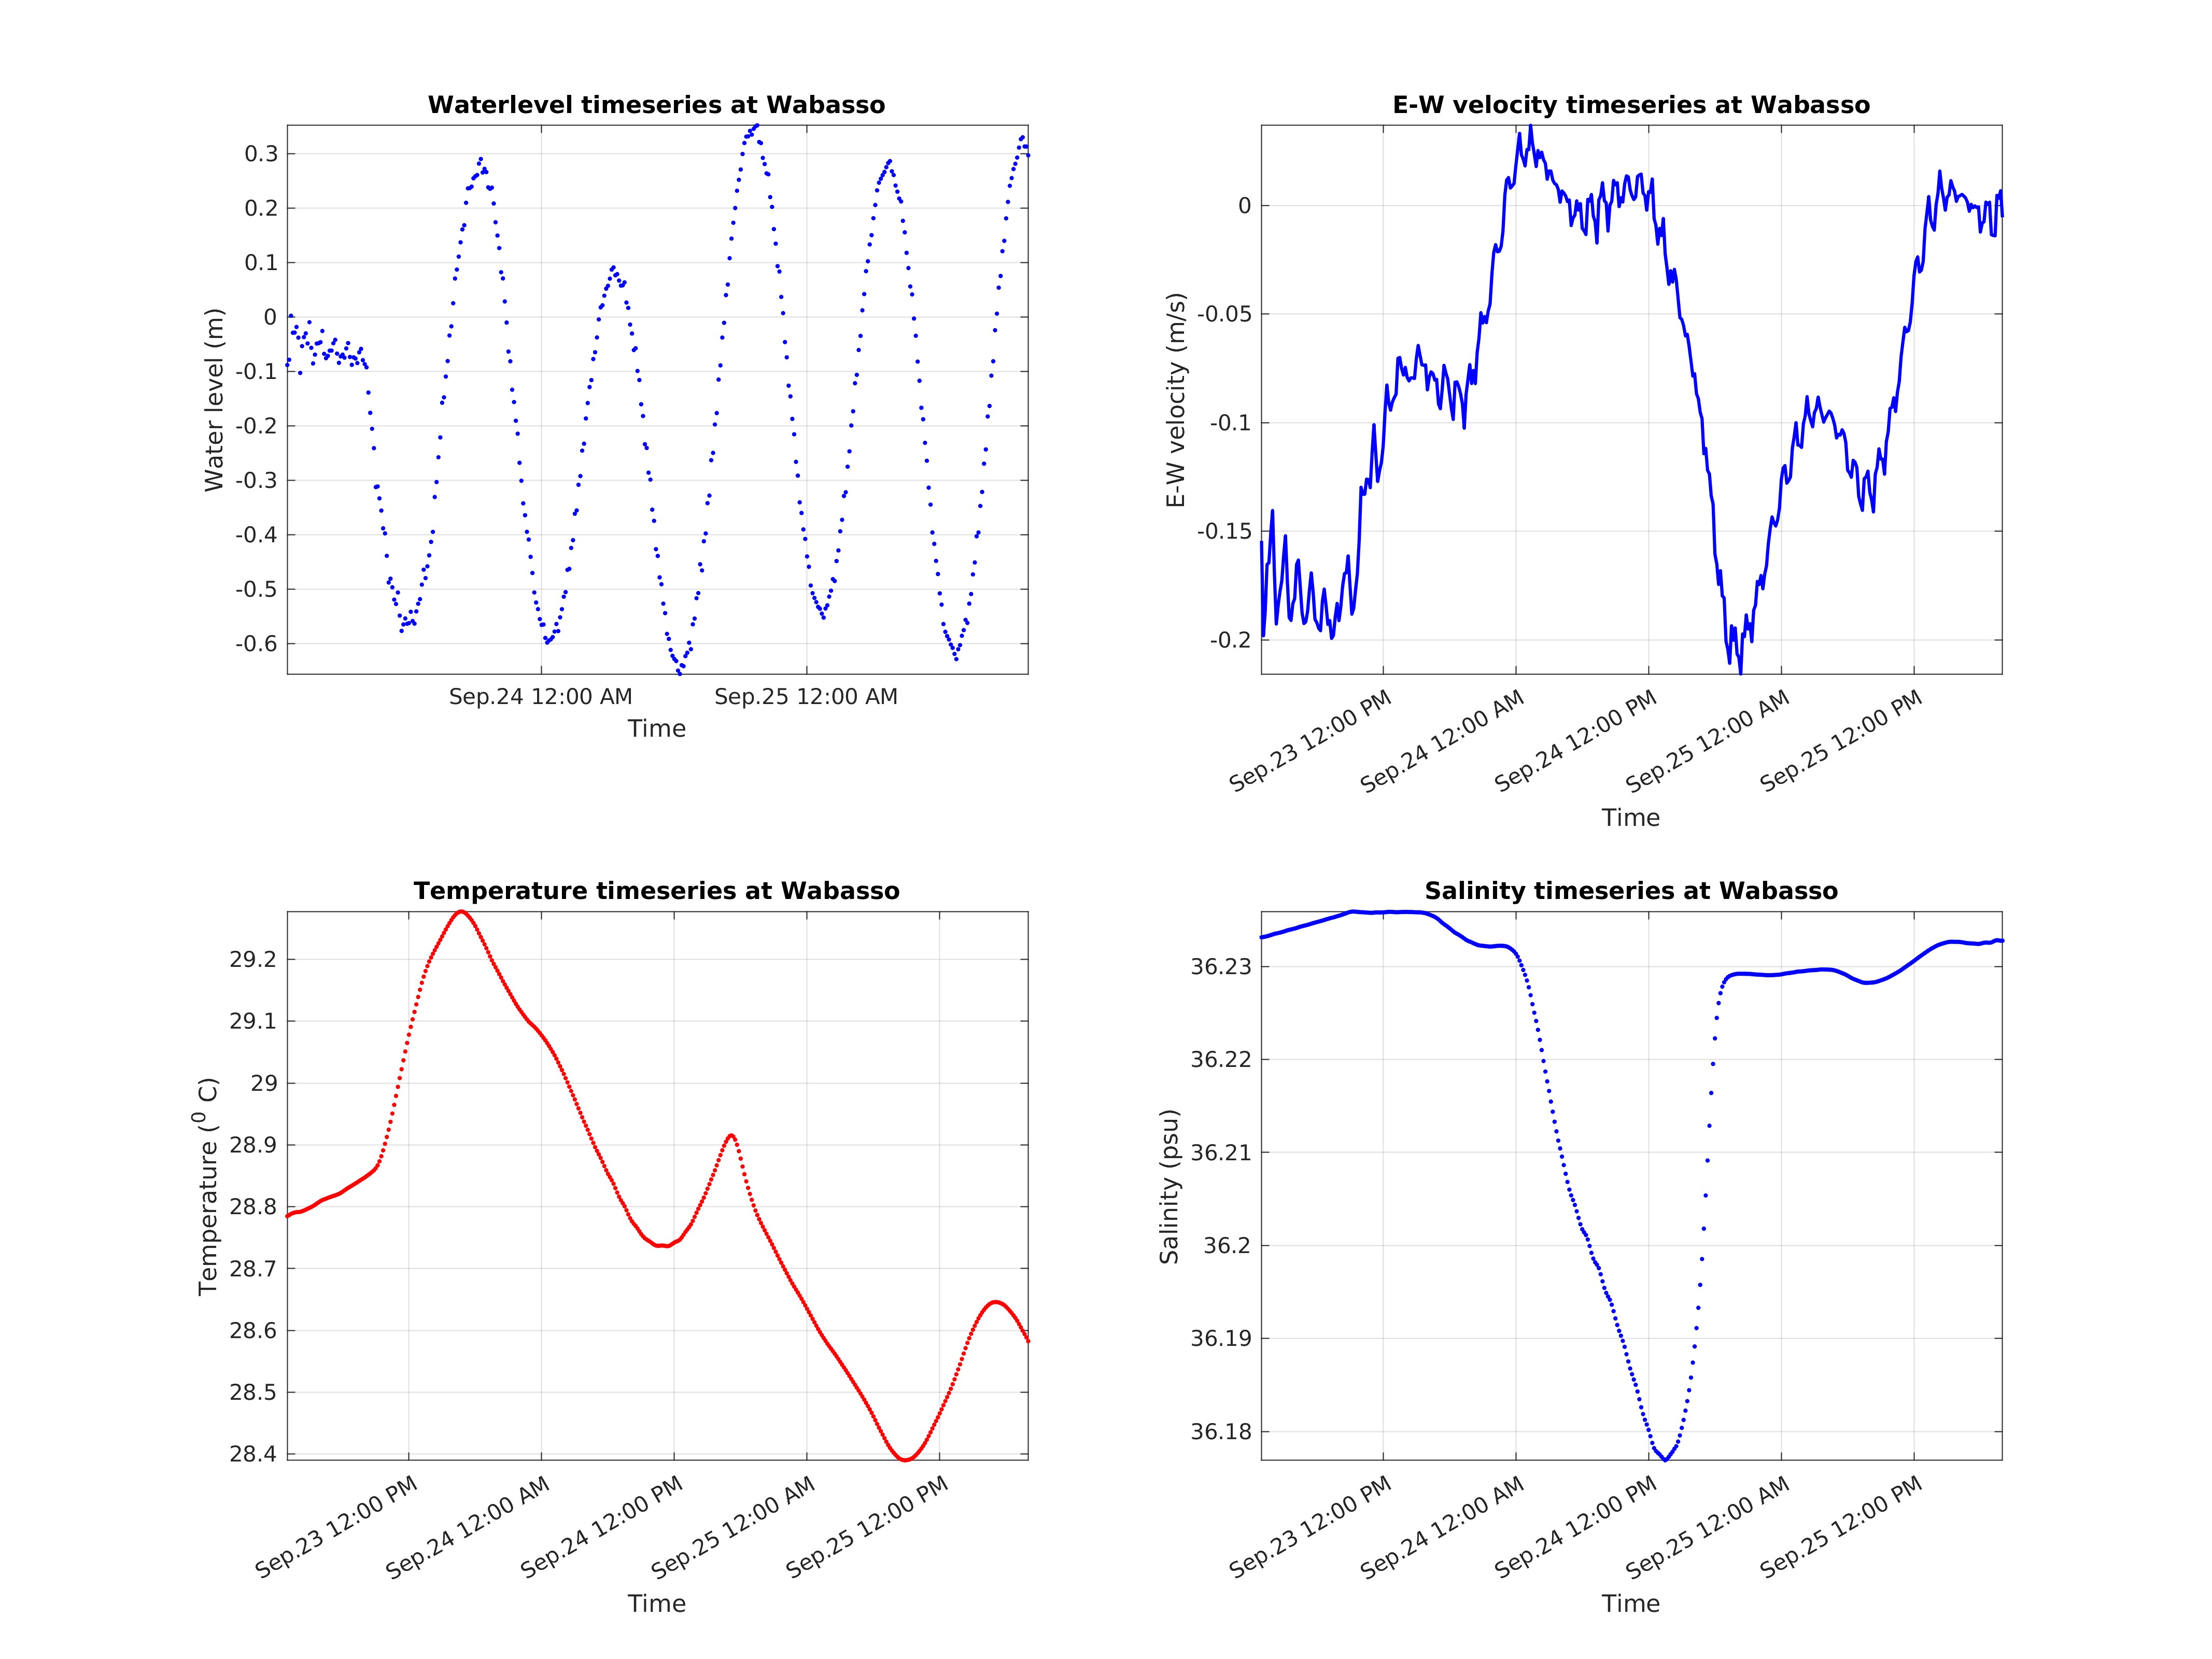 Waterlevel timeseries at Wabasso
0.3
0.2
0.1
0
-0.1
-0.2
-0.3
-0.4
-0.5
-0.6
Water level (m)
Sep.24 12:00 AM
Sep.25 12:00 AM
Time
E-W velocity timeseries at Wabasso
0
-0.05
-0.1
-0.15
-0.2
E-W velocity (m/s)
Sep.23 12:00 PM
Sep.24 12:00 AM
Sep.24 12:00 PM
Sep.25 12:00 AM
Sep.25 12:00 PM
Time
Temperature timeseries at Wabasso
29.2
29.1
29
28.9
28.8
28.7
28.6
28.5
28.4
Temperature (⁰ C)
Sep.23 12:00 PM
Sep.24 12:00 AM
Sep.24 12:00 PM
Sep.25 12:00 AM
Sep.25 12:00 PM
Time
Salinity timeseries at Wabasso
36.23
36.22
36.21
36.2
36.19
36.18
Salinity (psu)
Sep.23 12:00 PM
Sep.24 12:00 AM
Sep.24 12:00 PM
Sep.25 12:00 AM
Sep.25 12:00 PM
Time